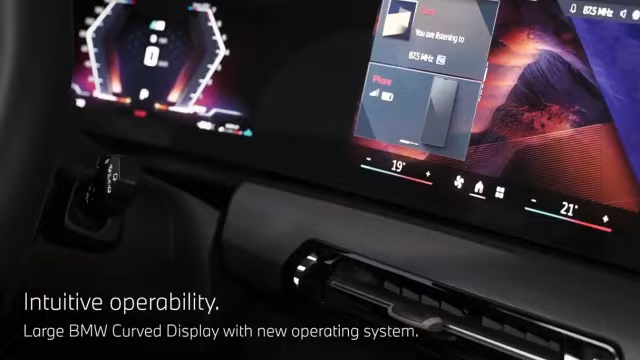 87.5 MHz
You are listening to
87.5 MHz
iPhone
P
19°
- +
21°
- +
Intuitive operability.
Large BMW Curved Display with new operating system.